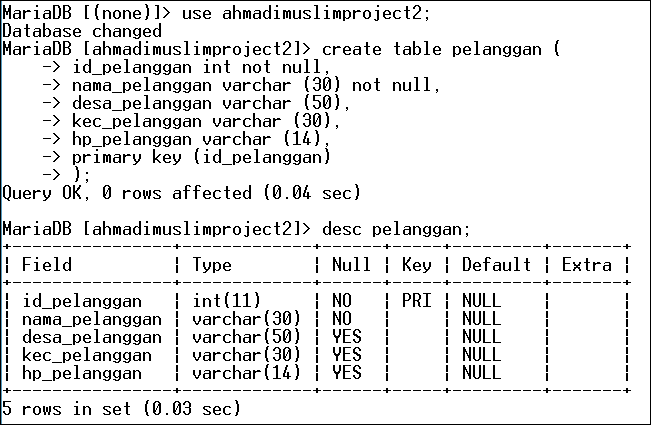 MariaDB [(none)]> use ahmadimuslimproject2;
Database changed
MariaDB [ahmadimuslimproject2]> create table pelanggan (
    -> id_pelanggan int not null,
    -> nama_pelanggan varchar (30) not null,
    -> desa_pelanggan varchar (50),
    -> kec_pelanggan varchar (30),
    -> hp_pelanggan varchar (14),
    -> primary key (id_pelanggan)
    -> );
Query OK, 0 rows affected (0.04 sec)
MariaDB [ahmadimuslimproject2]> desc pelanggan;
+----------------+-------------+------+-----+---------+-------+
| Field          | Type        | Null | Key | Default | Extra |
+----------------+-------------+------+-----+---------+-------+
| id_pelanggan   | int(11)     | NO   | PRI | NULL    |       |
| nama_pelanggan | varchar(30) | NO   |     | NULL    |       |
| desa_pelanggan | varchar(50) | YES  |     | NULL    |       |
| kec_pelanggan  | varchar(30) | YES  |     | NULL    |       |
| hp_pelanggan   | varchar(14) | YES  |     | NULL    |       |
+----------------+-------------+------+-----+---------+-------+
5 rows in set (0.03 sec)